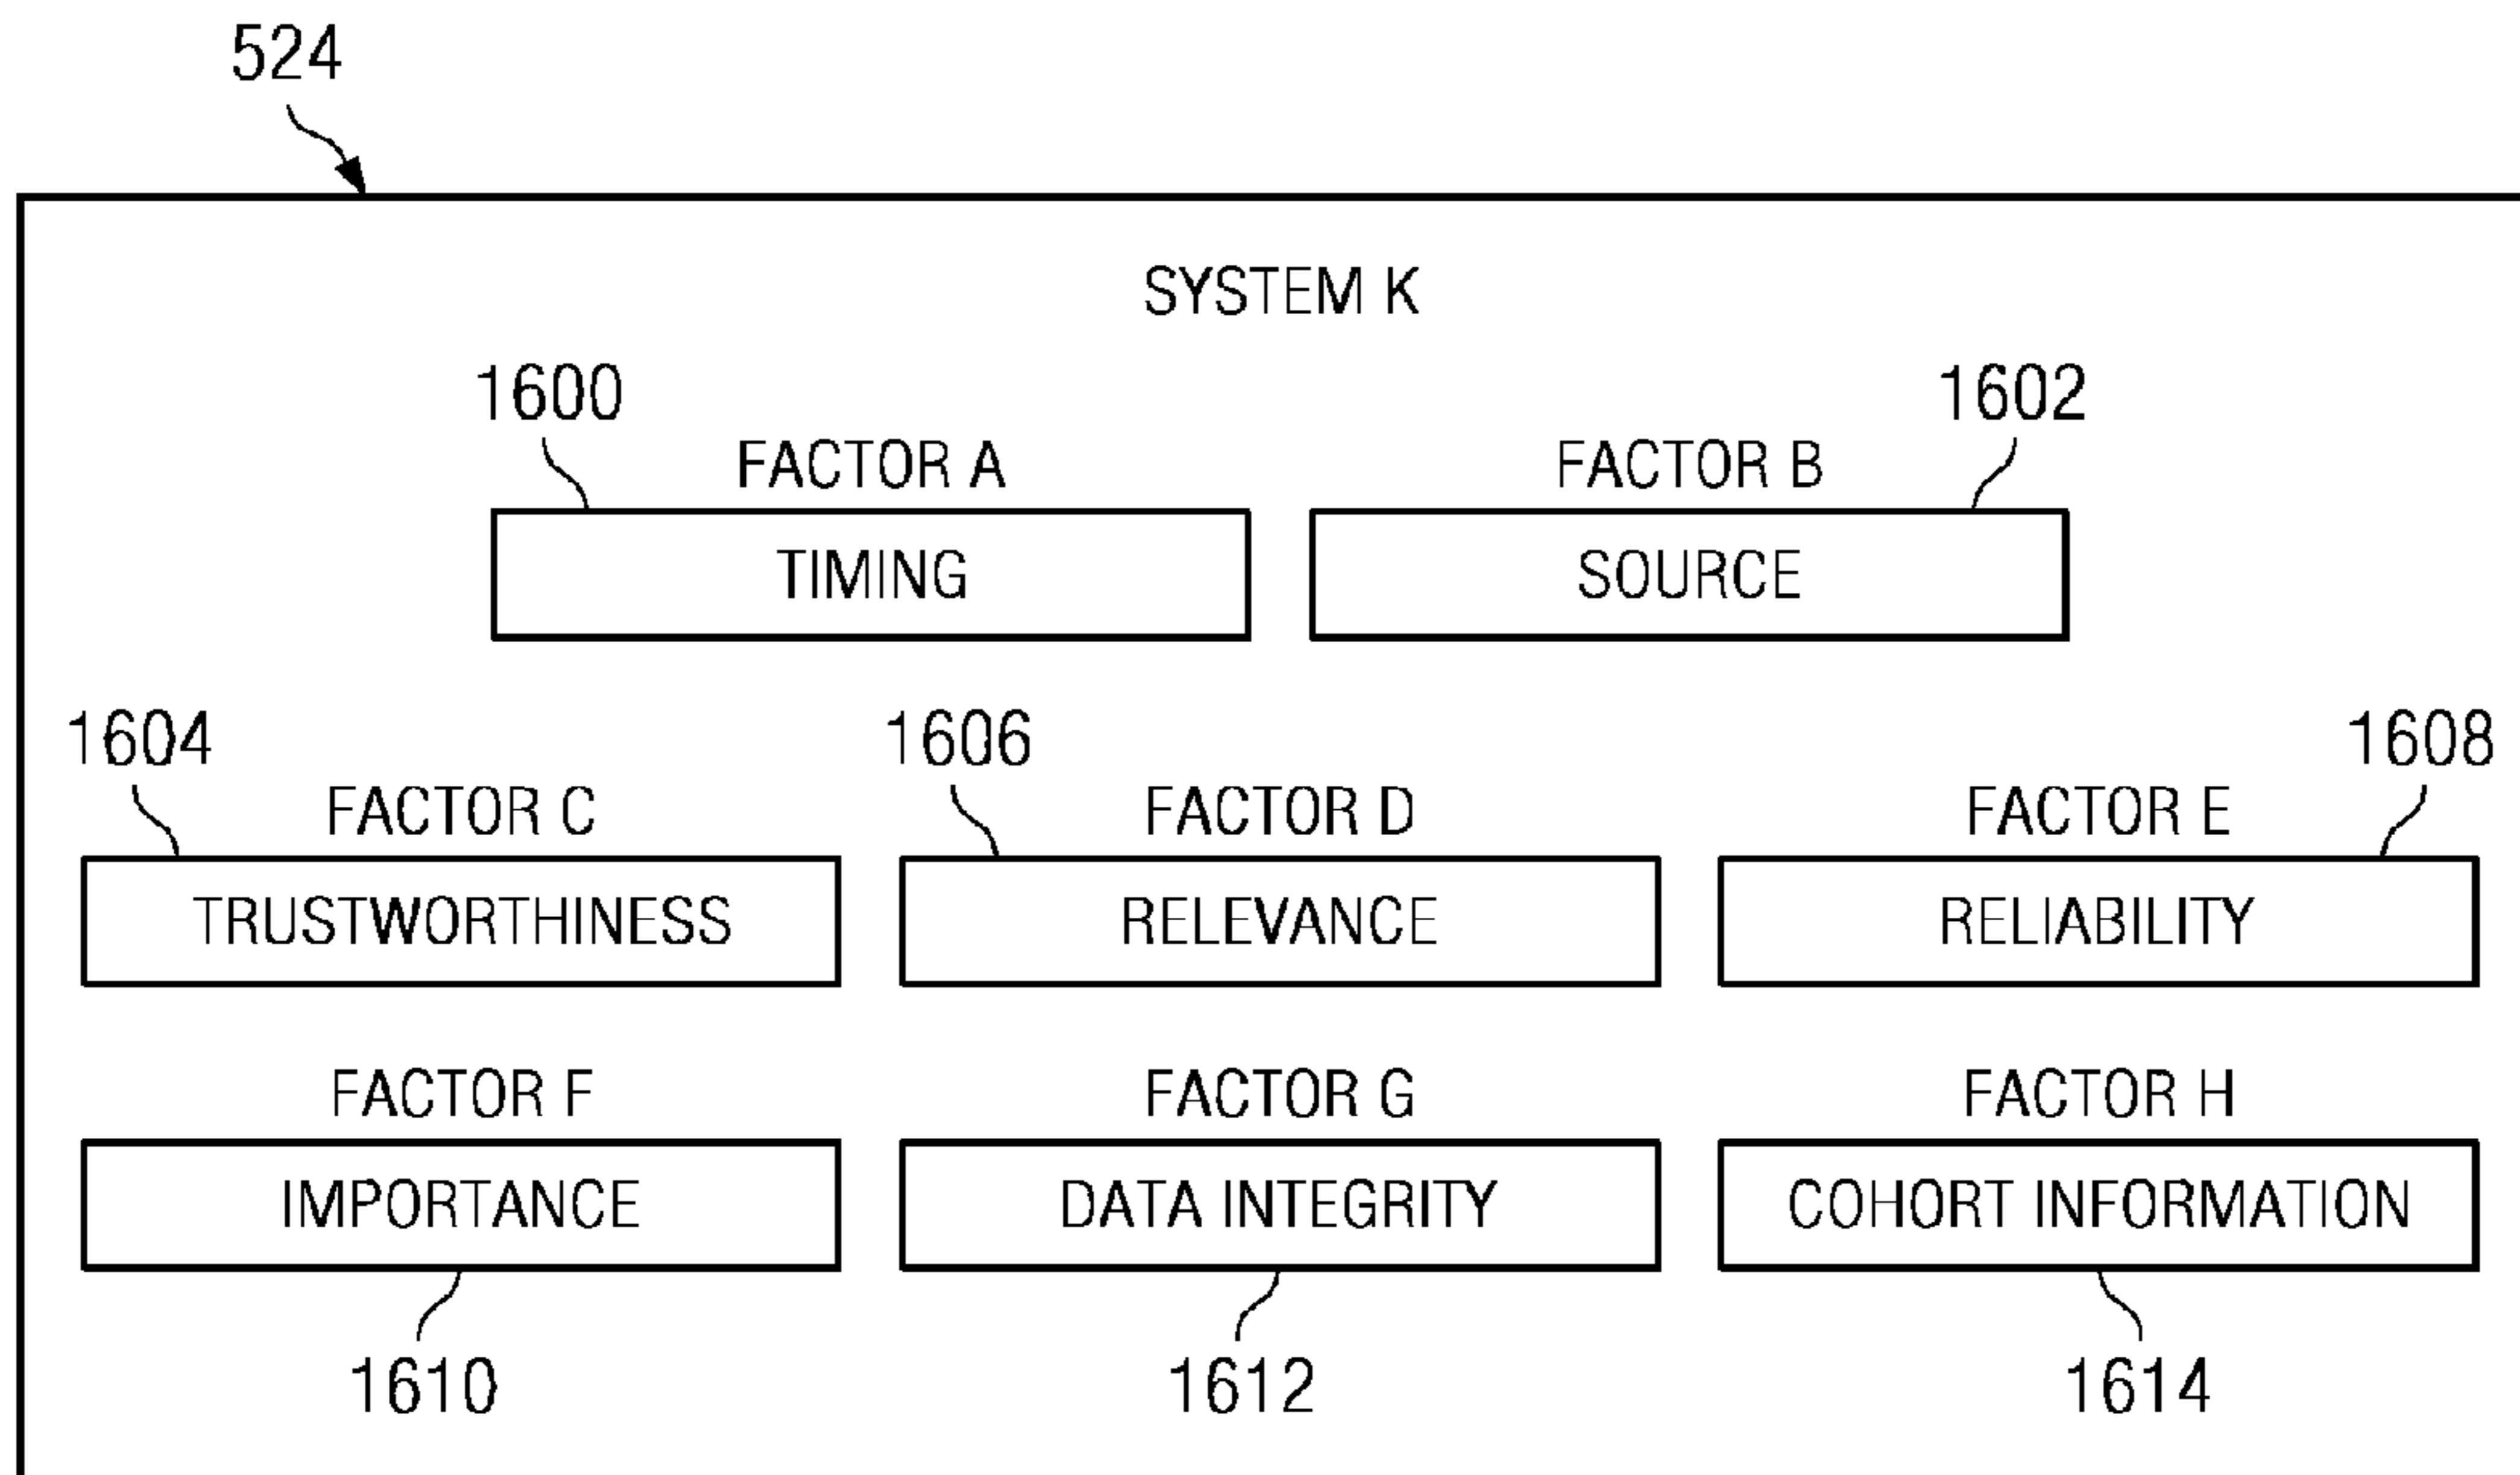 524
SYSTEM K
1600 1602
FACTOR A FACTOR B
TIMING SOURCE
1604 1606 1608
FACTOR C FACTOR D FACTOR E
TRUSTWORTHINESS RELEVANCE RELIABILITY
FACTOR F FACTOR G FACTOR H
IMPORTANCE DATA INTEGRITY COHORT INFORMATION
1610 1612 1614